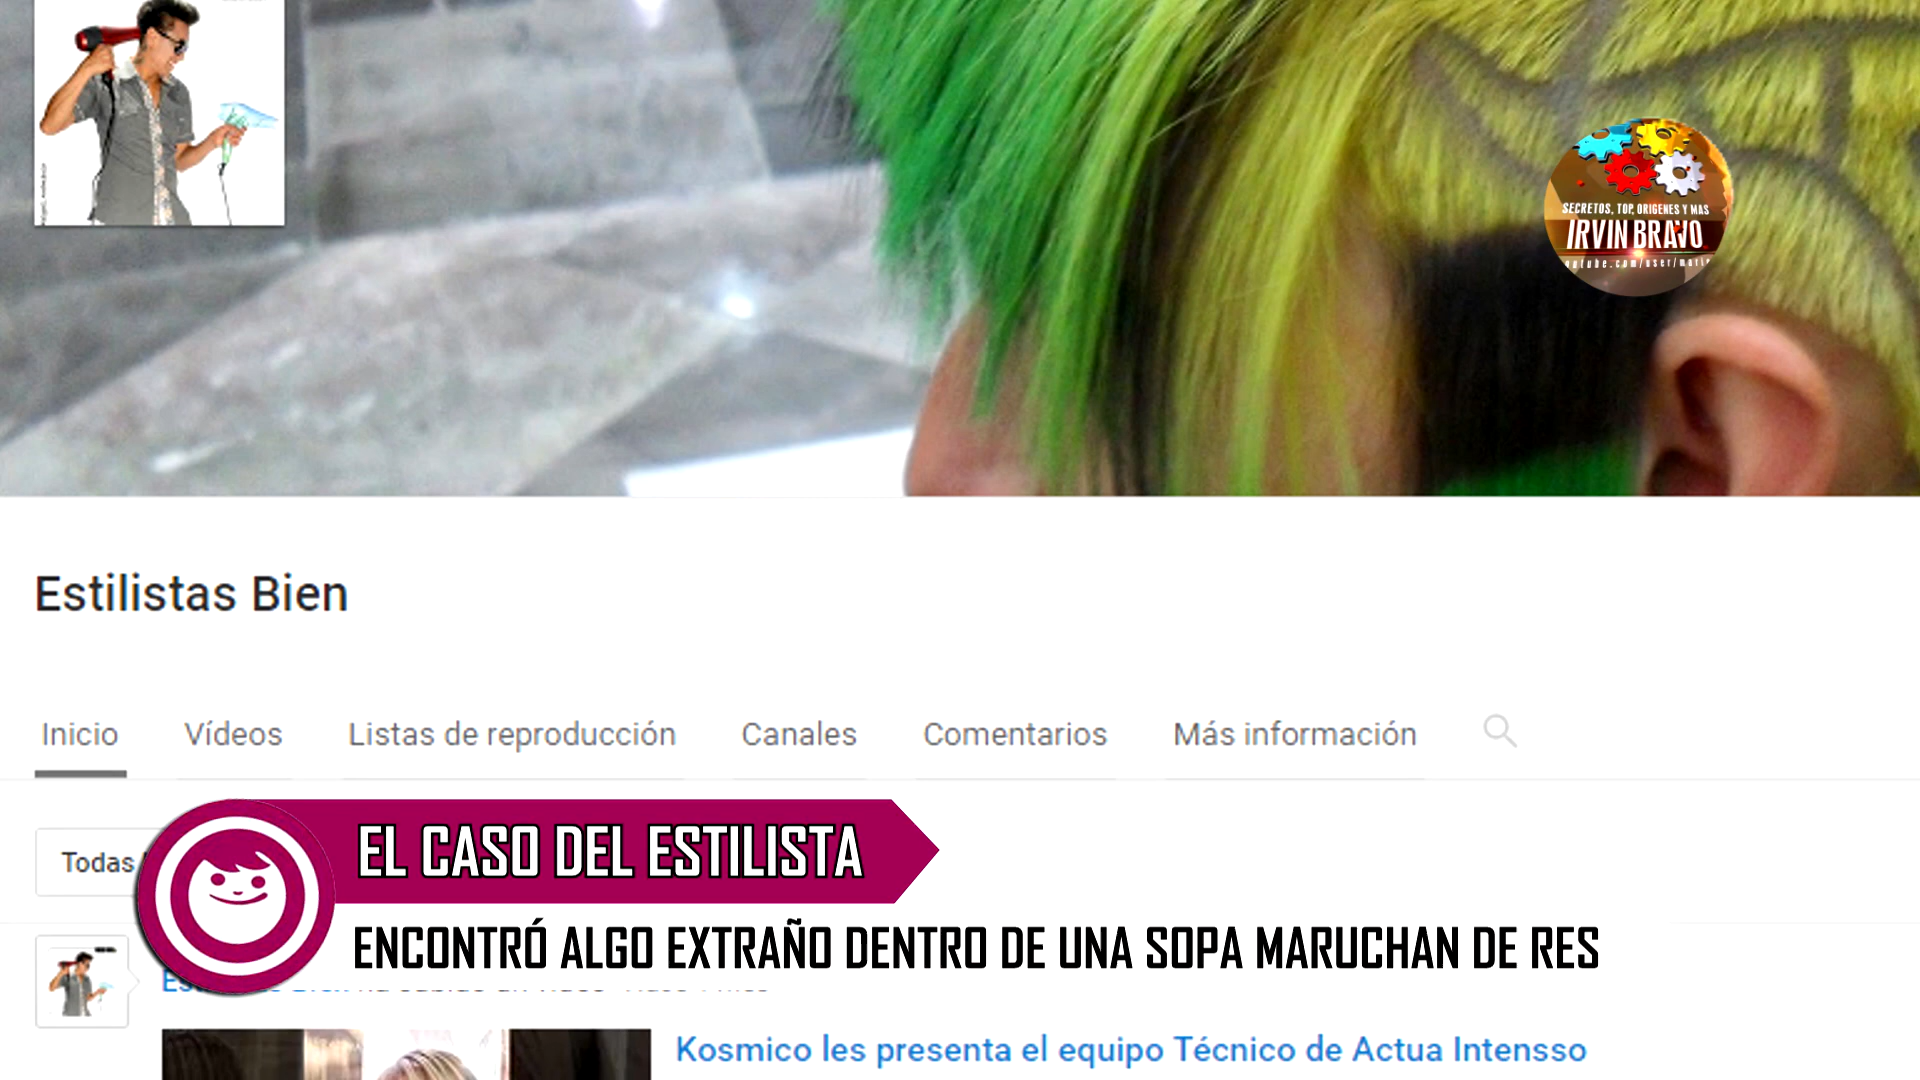 SECRETOS, TOP, ORIGENES Y MAS
IRVIN BRAVO
Estilistas Bien
Inicio
Vídeos
Listas de reproducción
Canales
Comentarios
Más información
Todas
EL CASO DEL ESTILISTA
ENCONTRÓ ALGO EXTRAÑO DENTRO DE UNA SOPA MARUCHAN DE RES
Kosmico les presenta el equipo Técnico de Actua Intensso